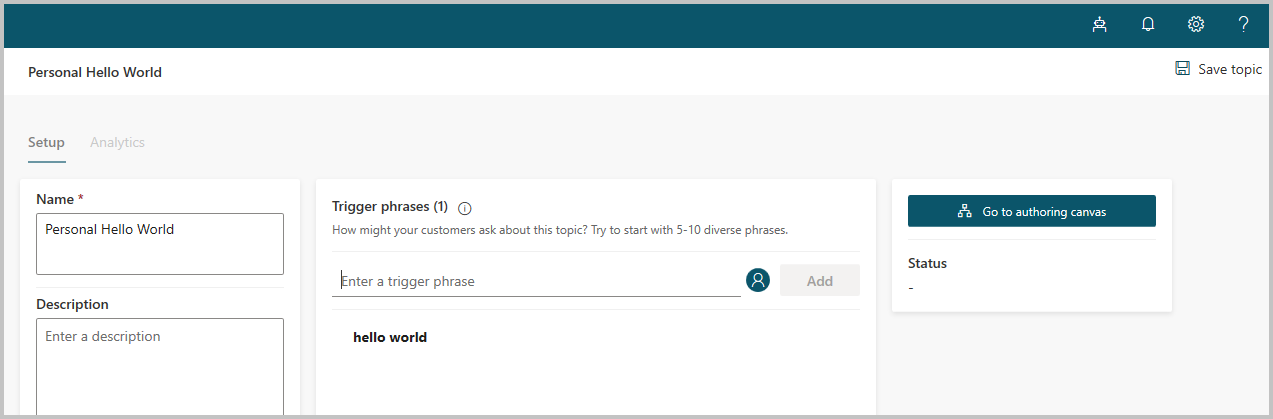 Personal Hello World
Save topic
Setup
Analytics
Name *
Personal Hello World
Description
Enter a description
Trigger phrases (1)
How might your customers ask about this topic? Try to start with 5-10 diverse phrases.
Enter a trigger phrase
Add
hello world
Go to authoring canvas
Status
-